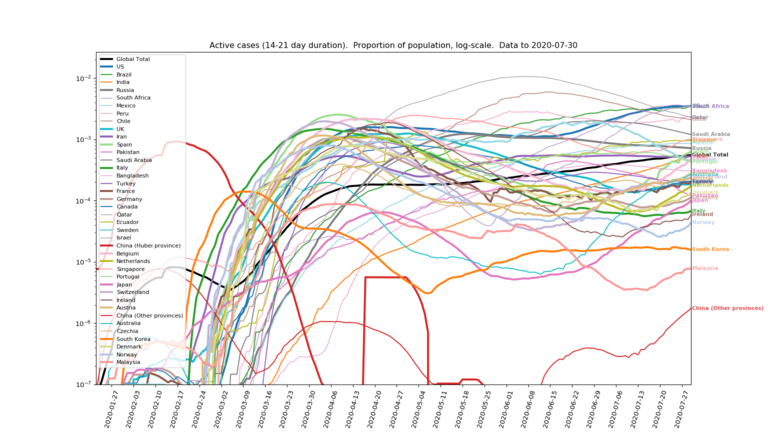 Active cases (14-21 day duration).  Proportion of population, log-scale.  Data to 2020-07-30
Global Total
US
Brazil
India
Russia
South Africa
Mexico
Peru
Chile
UK
Iran
Spain
Pakistan
Saudi Arabia
Italy
Bangladesh
Turkey
France
Germany
Canada
Qatar
Ecuador
Sweden
Israel
China (Hubei province)
Belgium
Netherlands
Singapore
Portugal
Japan
Switzerland
Ireland
Austria
China (Other provinces)
Australia
Czechia
South Korea
Denmark
Norway
Malaysia
10⁻²
10⁻³
10⁻⁴
10⁻⁵
10⁻⁶
10⁻⁷
Qatar
Saudi Arabia
Russia
Global Total
Portugal
Bangladesh
Netherlands
Japan
Italy
Ireland
Norway
South Korea
Malaysia
China (Other provinces)
2020-01-27
2020-02-03
2020-02-10
2020-02-17
2020-02-24
2020-03-02
2020-03-09
2020-03-16
2020-03-23
2020-03-30
2020-04-06
2020-04-13
2020-04-20
2020-04-27
2020-05-04
2020-05-11
2020-05-18
2020-05-25
2020-06-01
2020-06-08
2020-06-15
2020-06-22
2020-06-29
2020-07-06
2020-07-13
2020-07-20
2020-07-27